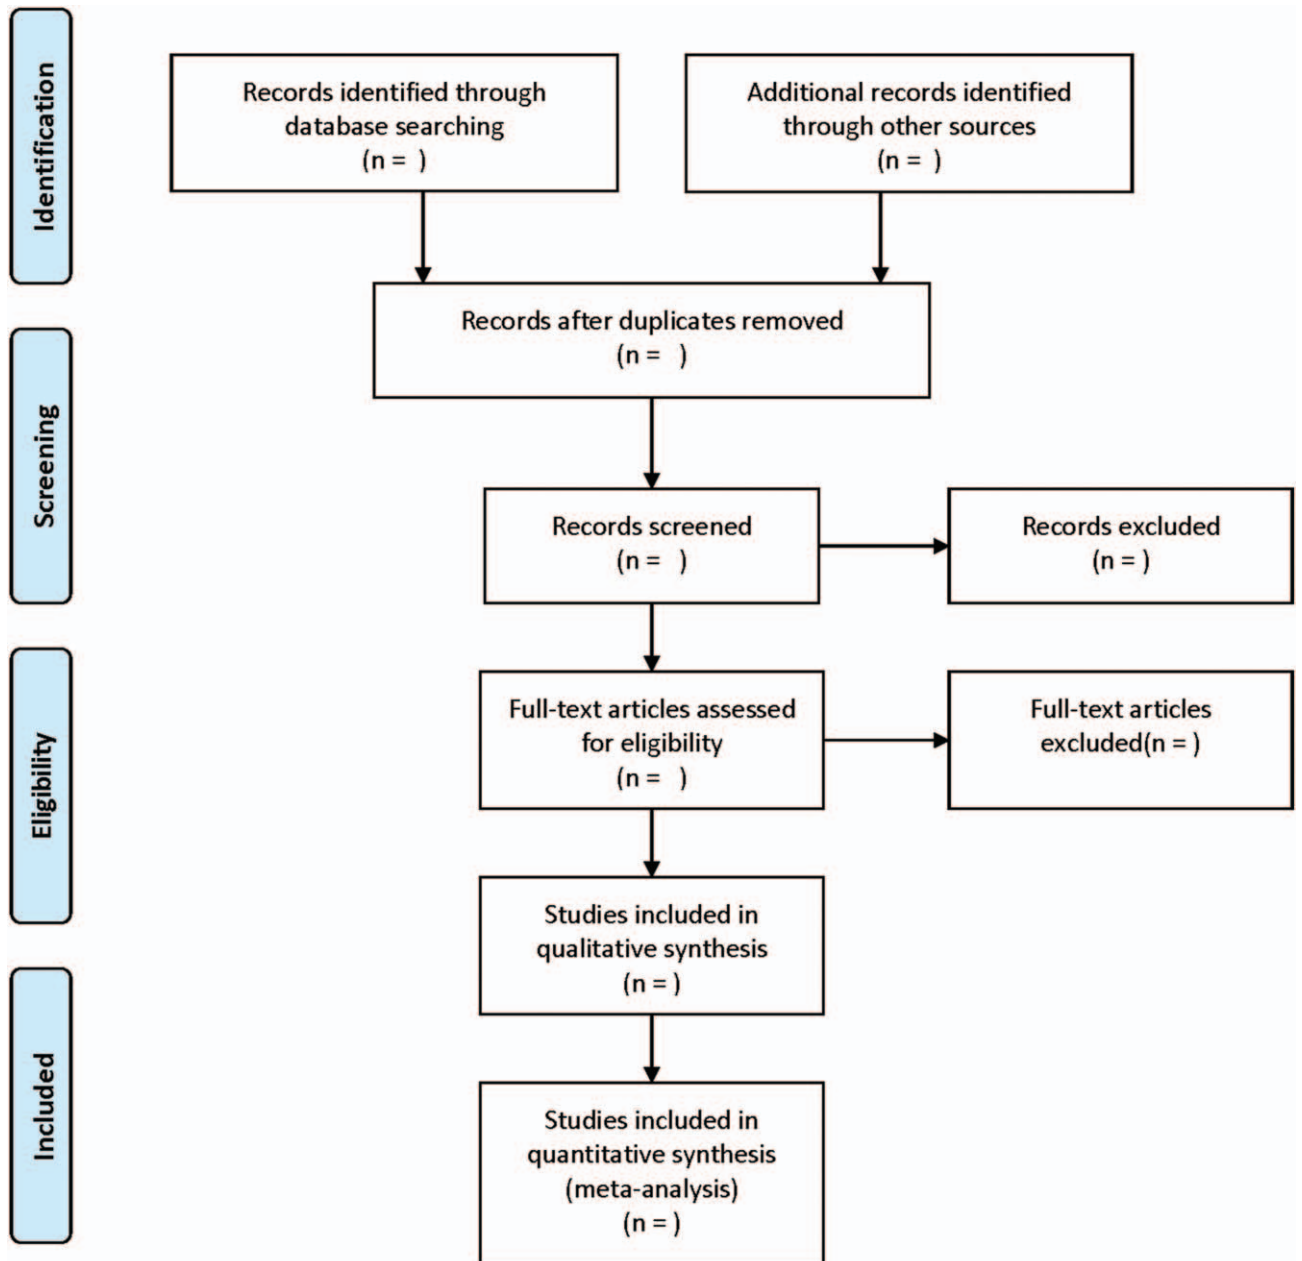 Identification
Records identified through
database searching
(n =  )
Additional records identified
through other sources
(n =  )
Records after duplicates removed
(n =  )
Screening
Records screened
(n =  )
Records excluded
(n = )
Eligibility
Full-text articles assessed
for eligibility
(n =  )
Full-text articles
excluded(n = )
Studies included in
qualitative synthesis
(n = )
Included
Studies included in
quantitative synthesis
(meta-analysis)
(n = )